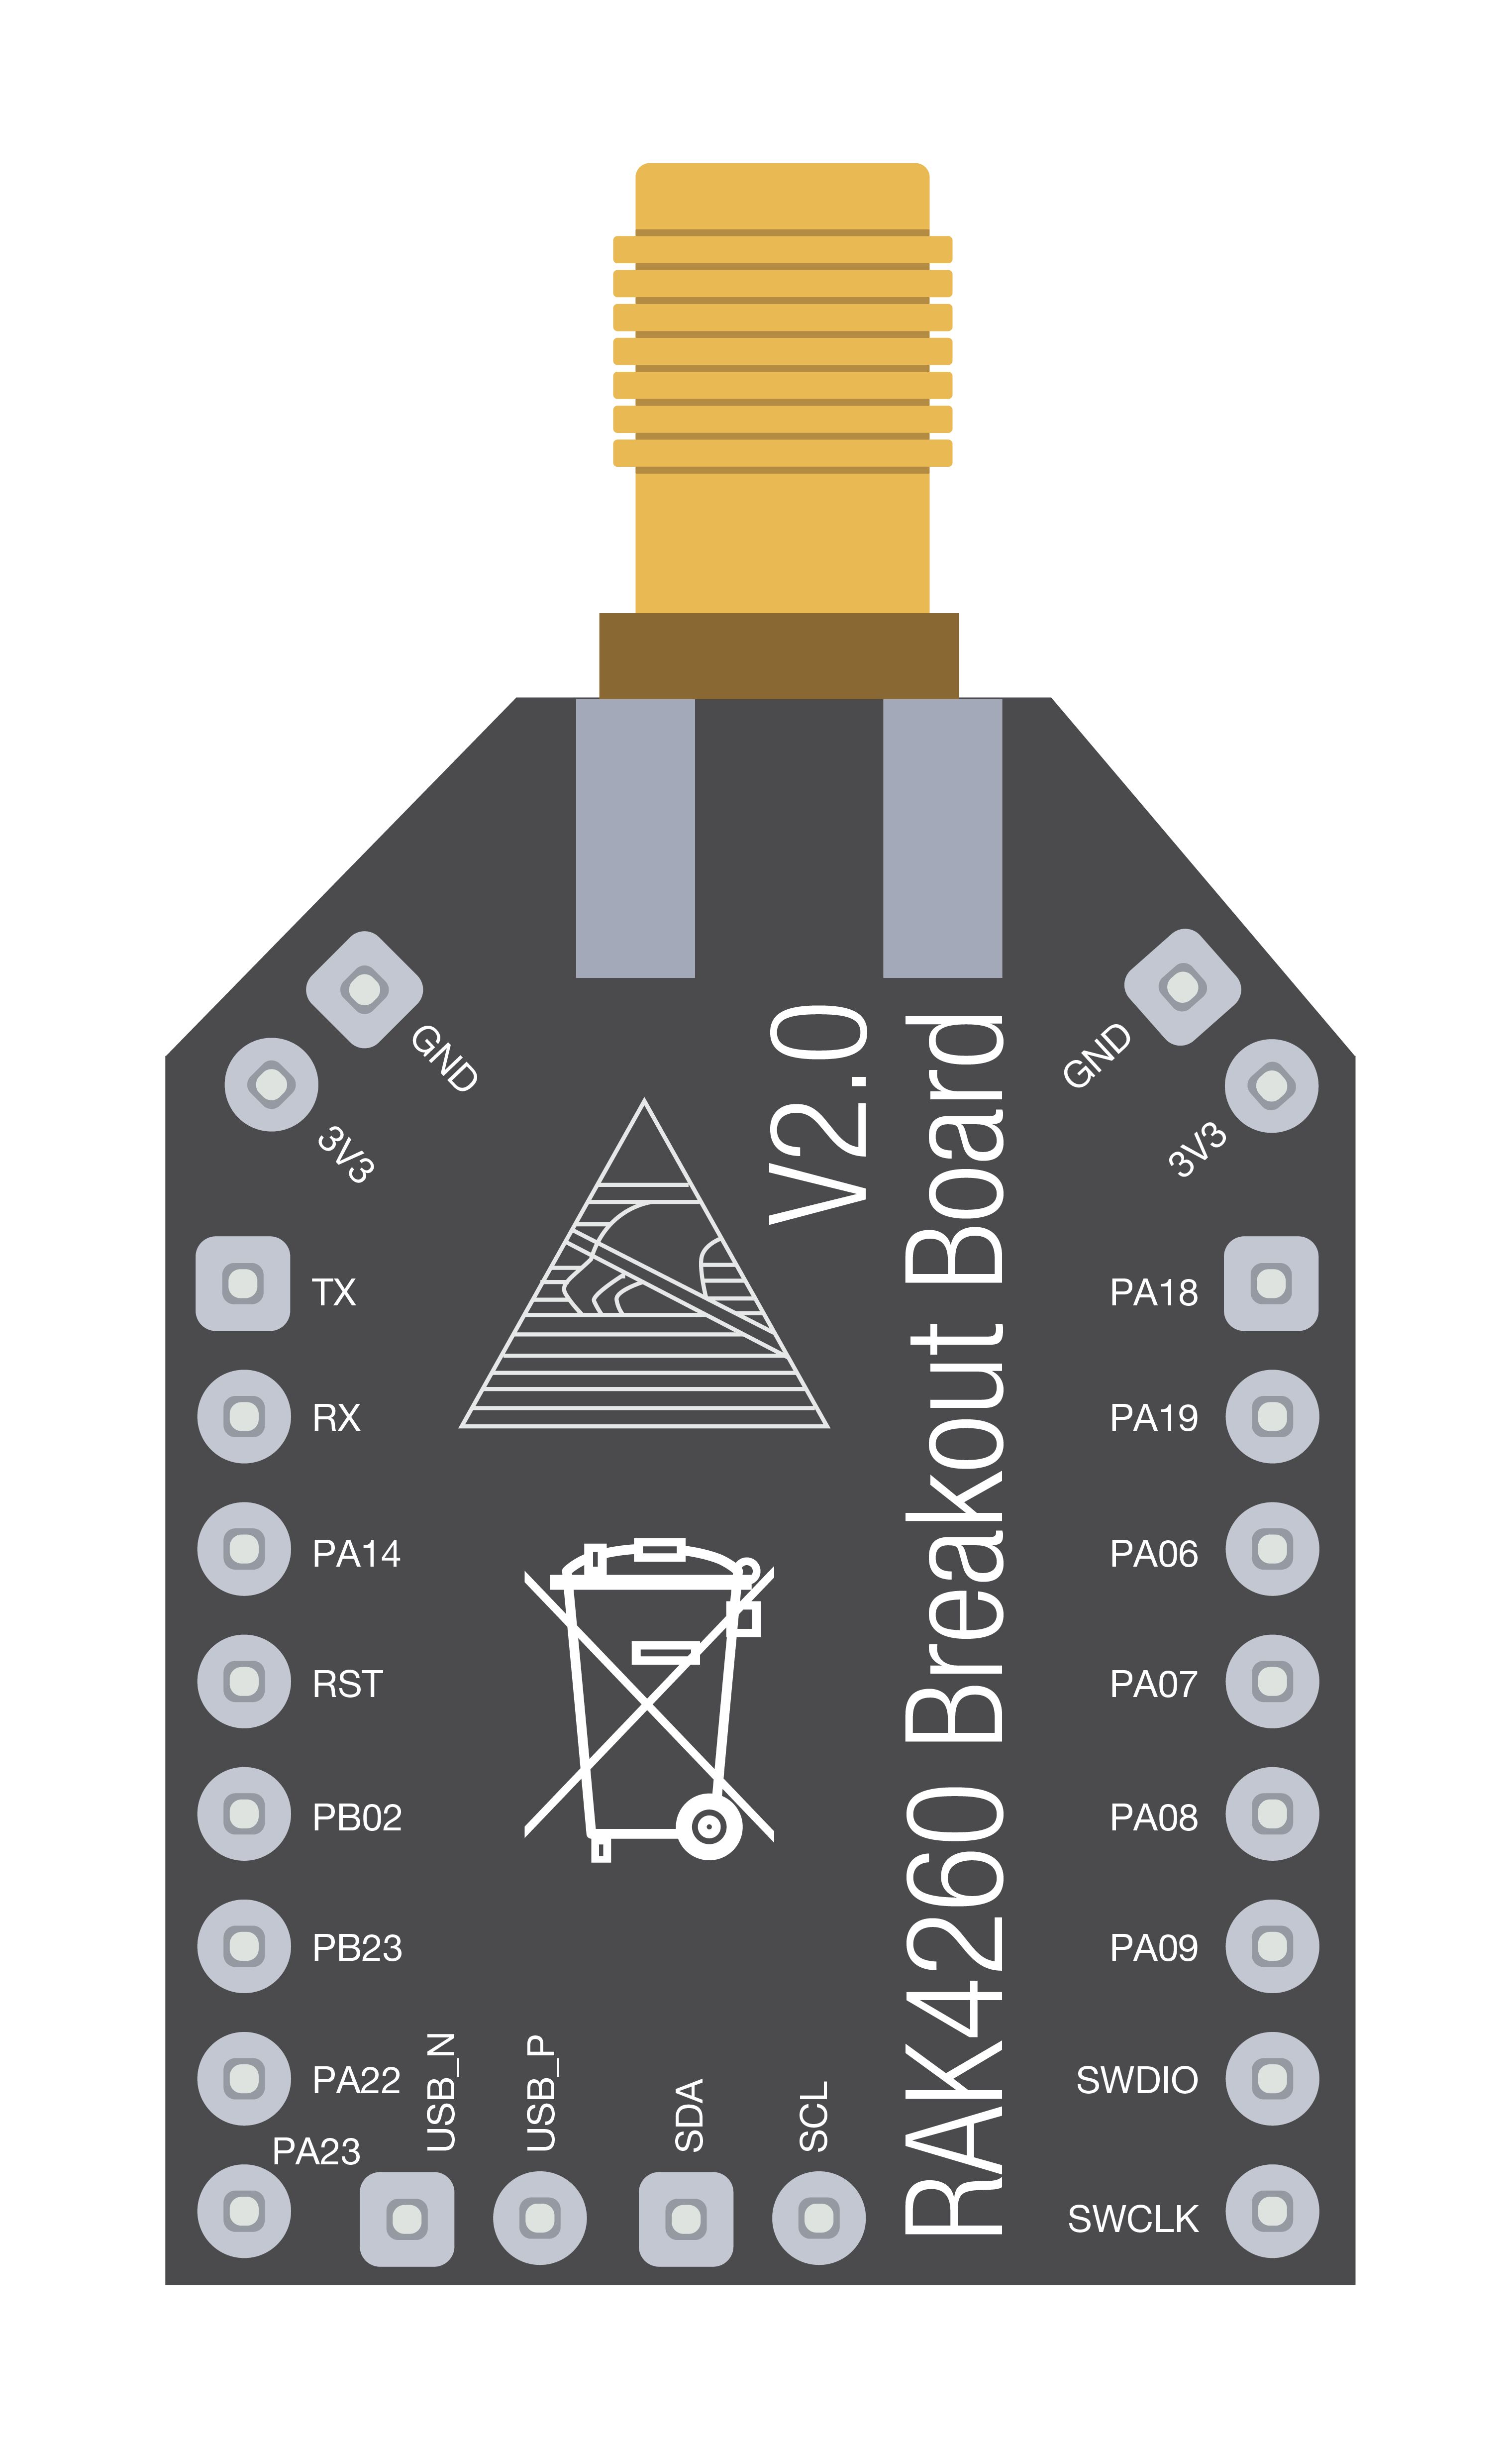 V2.0
RAK4260 Breakout Board
GND
3V3
GND
3V3
TX
RX
PA14
RST
PB02
PB23
PA22
PA23
USB_N
USB_P
SDA
SCL
PA18
PA19
PA06
PA07
PA08
PA09
SWDIO
SWCLK